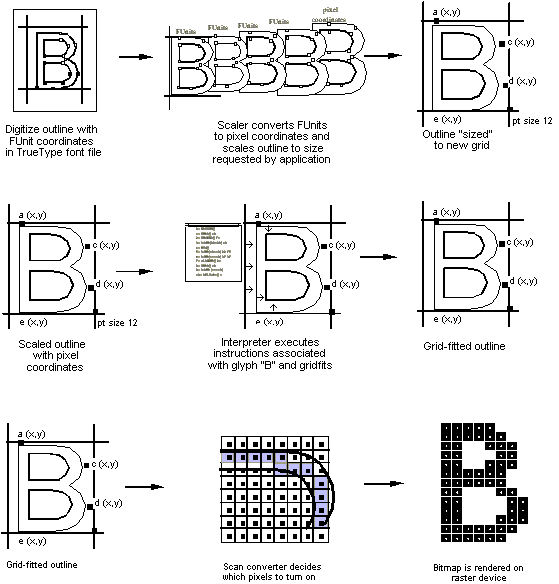 FUnits
FUnits
FUnits
FUnits
pixel
coordinates
a (x,y)
c (x,y)
d (x,y)
e (x,y)
pt size 12
Digitize outline with
FUnit coordinates
in TrueType font file
Scaler converts FUnits
to pixel coordinates and
scales outline to size
requested by application
Outline "sized"
to new grid
a (x,y)
c (x,y)
d (x,y)
e (x,y)
pt size 12
a (x,y)
c (x,y)
d (x,y)
e (x,y)
a (x,y)
c (x,y)
d (x,y)
e (x,y)
Scaled outline
with pixel
coordinates
Interpreter executes
instructions associated
with glyph "B" and gridfits
Grid-fitted outline
a (x,y)
c (x,y)
d (x,y)
e (x,y)
Grid-fitted outline
Scan converter decides
which pixels to turn on
Bitmap is rendered on
raster device